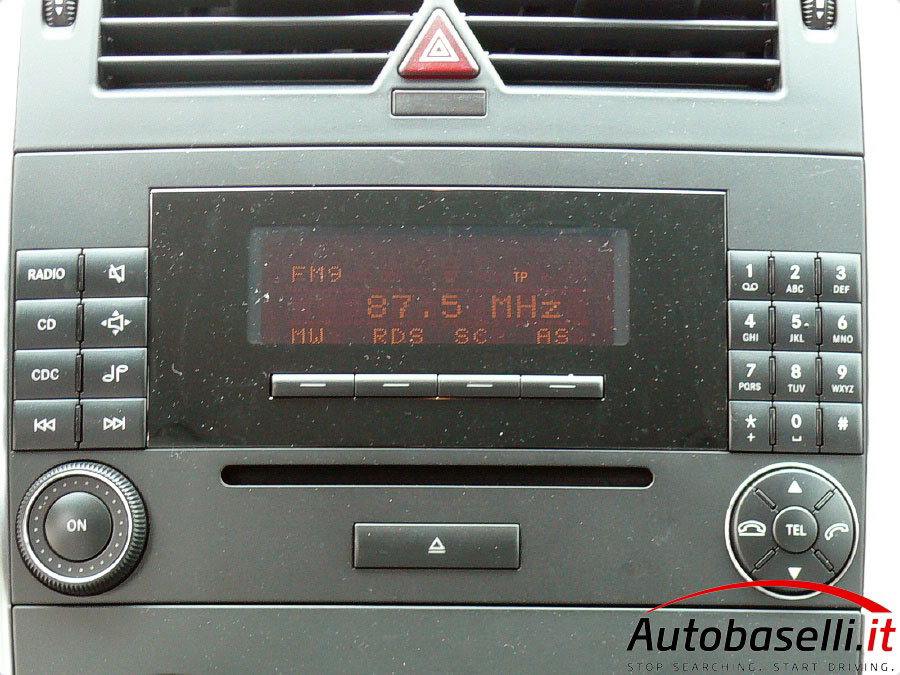 FM9 TP
87.5 MHz
MW RDS SC AS
RADIO
CD
CDC
1 2 ABC 3 DEF
4 GHI 5 JKL 6 MNO
7 PQRS 8 TUV 9 WXYZ
* + 0 #
ON
TEL
Autobaselli.it
STOP SEARCHING. START DRIVING.